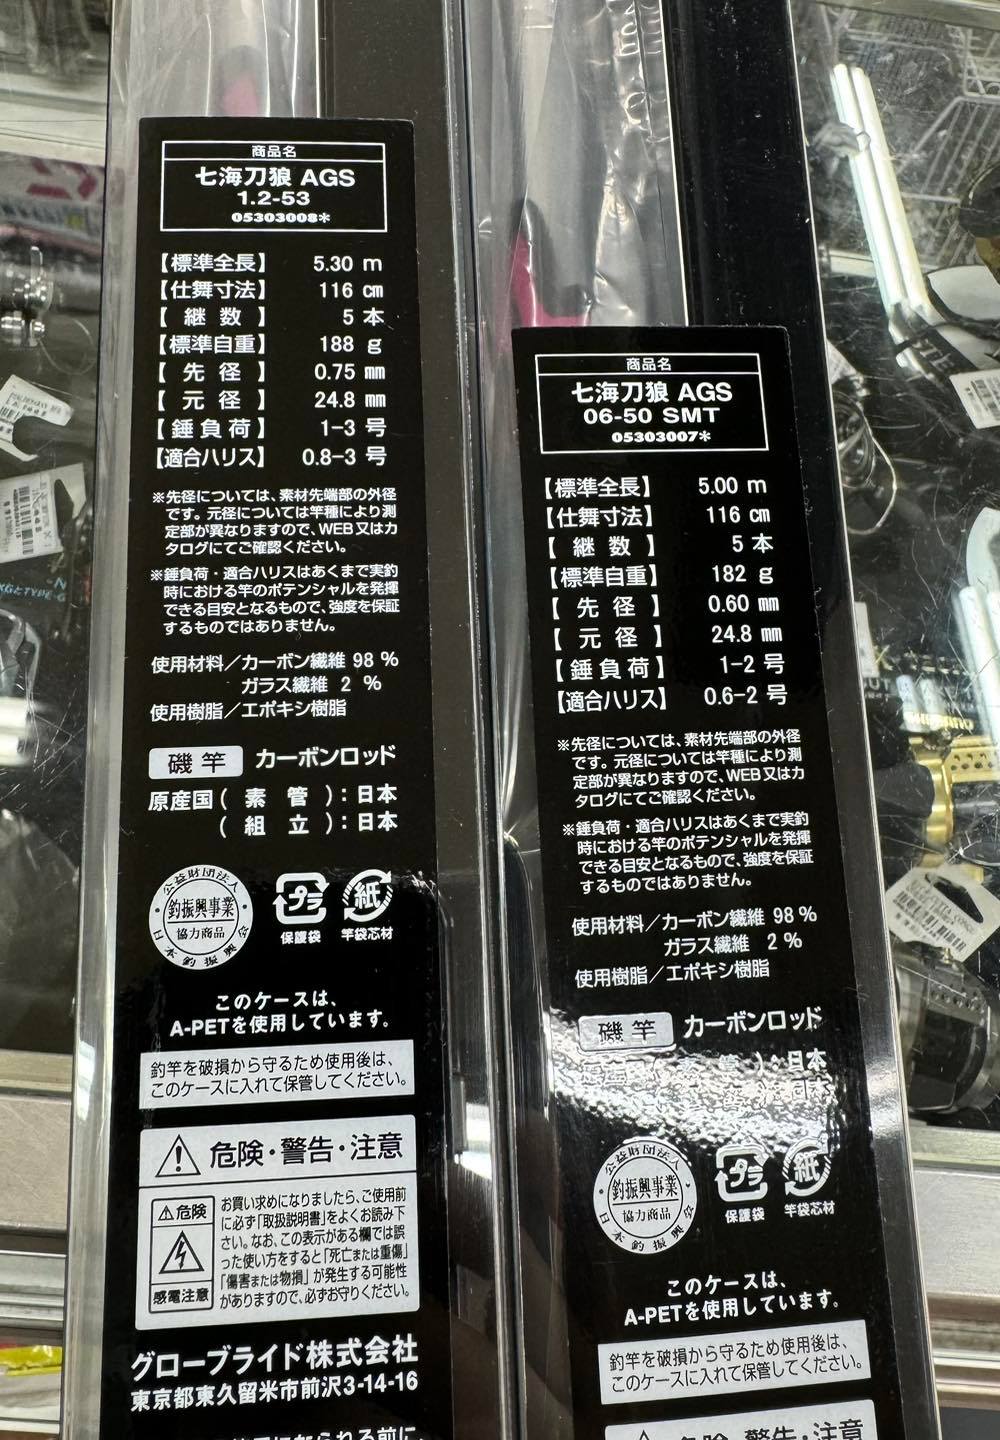 商品名
七海刀狼 AGS
1.2-53
05303008*
【標準全長】 5.30 m
【仕舞寸法】 116 cm
【継数】 5 本
【標準自重】 188 g
【先径】 0.75 mm
【元径】 24.8 mm
【錘負荷】 1-3 号
【適合ハリス】 0.8-3 号
※先径については、素材先端部の外径
です。元径については竿種により測
定部が異なりますので、WEB又はカ
タログにてご確認ください。
※錘負荷・適合ハリスはあくまで実釣
時における竿のポテンシャルを発揮
できる目安となるもので、強度を保証
するものではありません。
使用材料/カーボン繊維 98 %
ガラス繊維 2 %
使用樹脂/エポキシ樹脂
磯竿 カーボンロッド
原産国(素管):日本
(組立):日本
公益財団法人
釣振興事業
協力商品
日本釣振興会
プラ
保護袋
紙
竿袋芯材
このケースは、
A-PETを使用しています。
釣竿を破損から守るため使用後は、
このケースに入れて保管してください。
危険・警告・注意
危険
感電注意
お買い求めになりましたら、ご使用前
に必ず「取扱説明書」をよくお読み下
さい。なお、この表示がある欄では誤
った使い方をすると「死亡または重傷」
「傷害または物損」が発生する可能性
がありますので、必ずお守りください。
グローブライド株式会社
東京都東久留米市前沢3-14-16
商品名
七海刀狼 AGS
06-50 SMT
05303007*
【標準全長】 5.00 m
【仕舞寸法】 116 cm
【継数】 5 本
【標準自重】 182 g
【先径】 0.60 mm
【元径】 24.8 mm
【錘負荷】 1-2 号
【適合ハリス】 0.6-2 号
※先径については、素材先端部の外径
です。元径については竿種により測
定部が異なりますので、WEB又はカ
タログにてご確認ください。
※錘負荷・適合ハリスはあくまで実釣
時における竿のポテンシャルを発揮
できる目安となるもので、強度を保証
するものではありません。
使用材料/カーボン繊維 98 %
ガラス繊維 2 %
使用樹脂/エポキシ樹脂
磯竿 カーボンロッド
原産国(素管):日本
公益財団法人
釣振興事業
協力商品
日本釣振興会
プラ
保護袋
紙
竿袋芯材
このケースは、
A-PETを使用しています。
釣竿を破損から守るため使用後は、
このケースに入れて保管してください。
危険・警告・注意